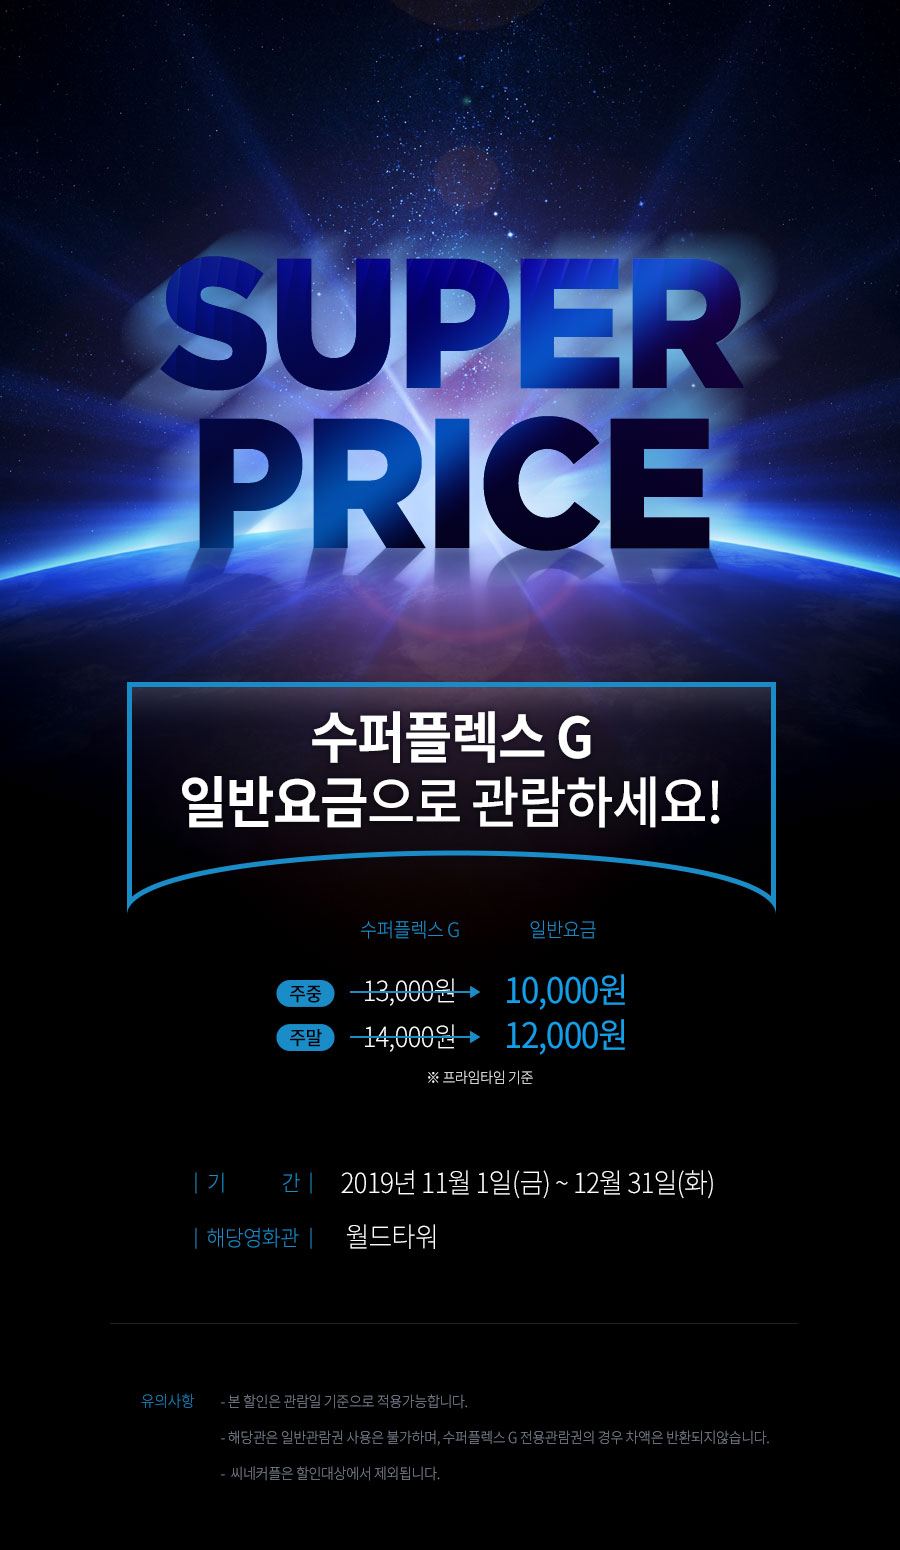 SUPER
PRICE
수퍼플렉스 G
일반요금으로 관람하세요!
수퍼플렉스 G 일반요금
주중 13,000원 10,000원
주말 14,000원 12,000원
※ 프라임타임 기준
| 기 간 | 2019년 11월 1일(금) ~ 12월 31일(화)
| 해당영화관 | 월드타워
유의사항 - 본 할인은 관람일 기준으로 적용가능합니다.
- 해당관은 일반관람권 사용은 불가하며, 수퍼플렉스 G 전용관람권의 경우 차액은 반환되지않습니다.
- 씨네커플은 할인대상에서 제외됩니다.